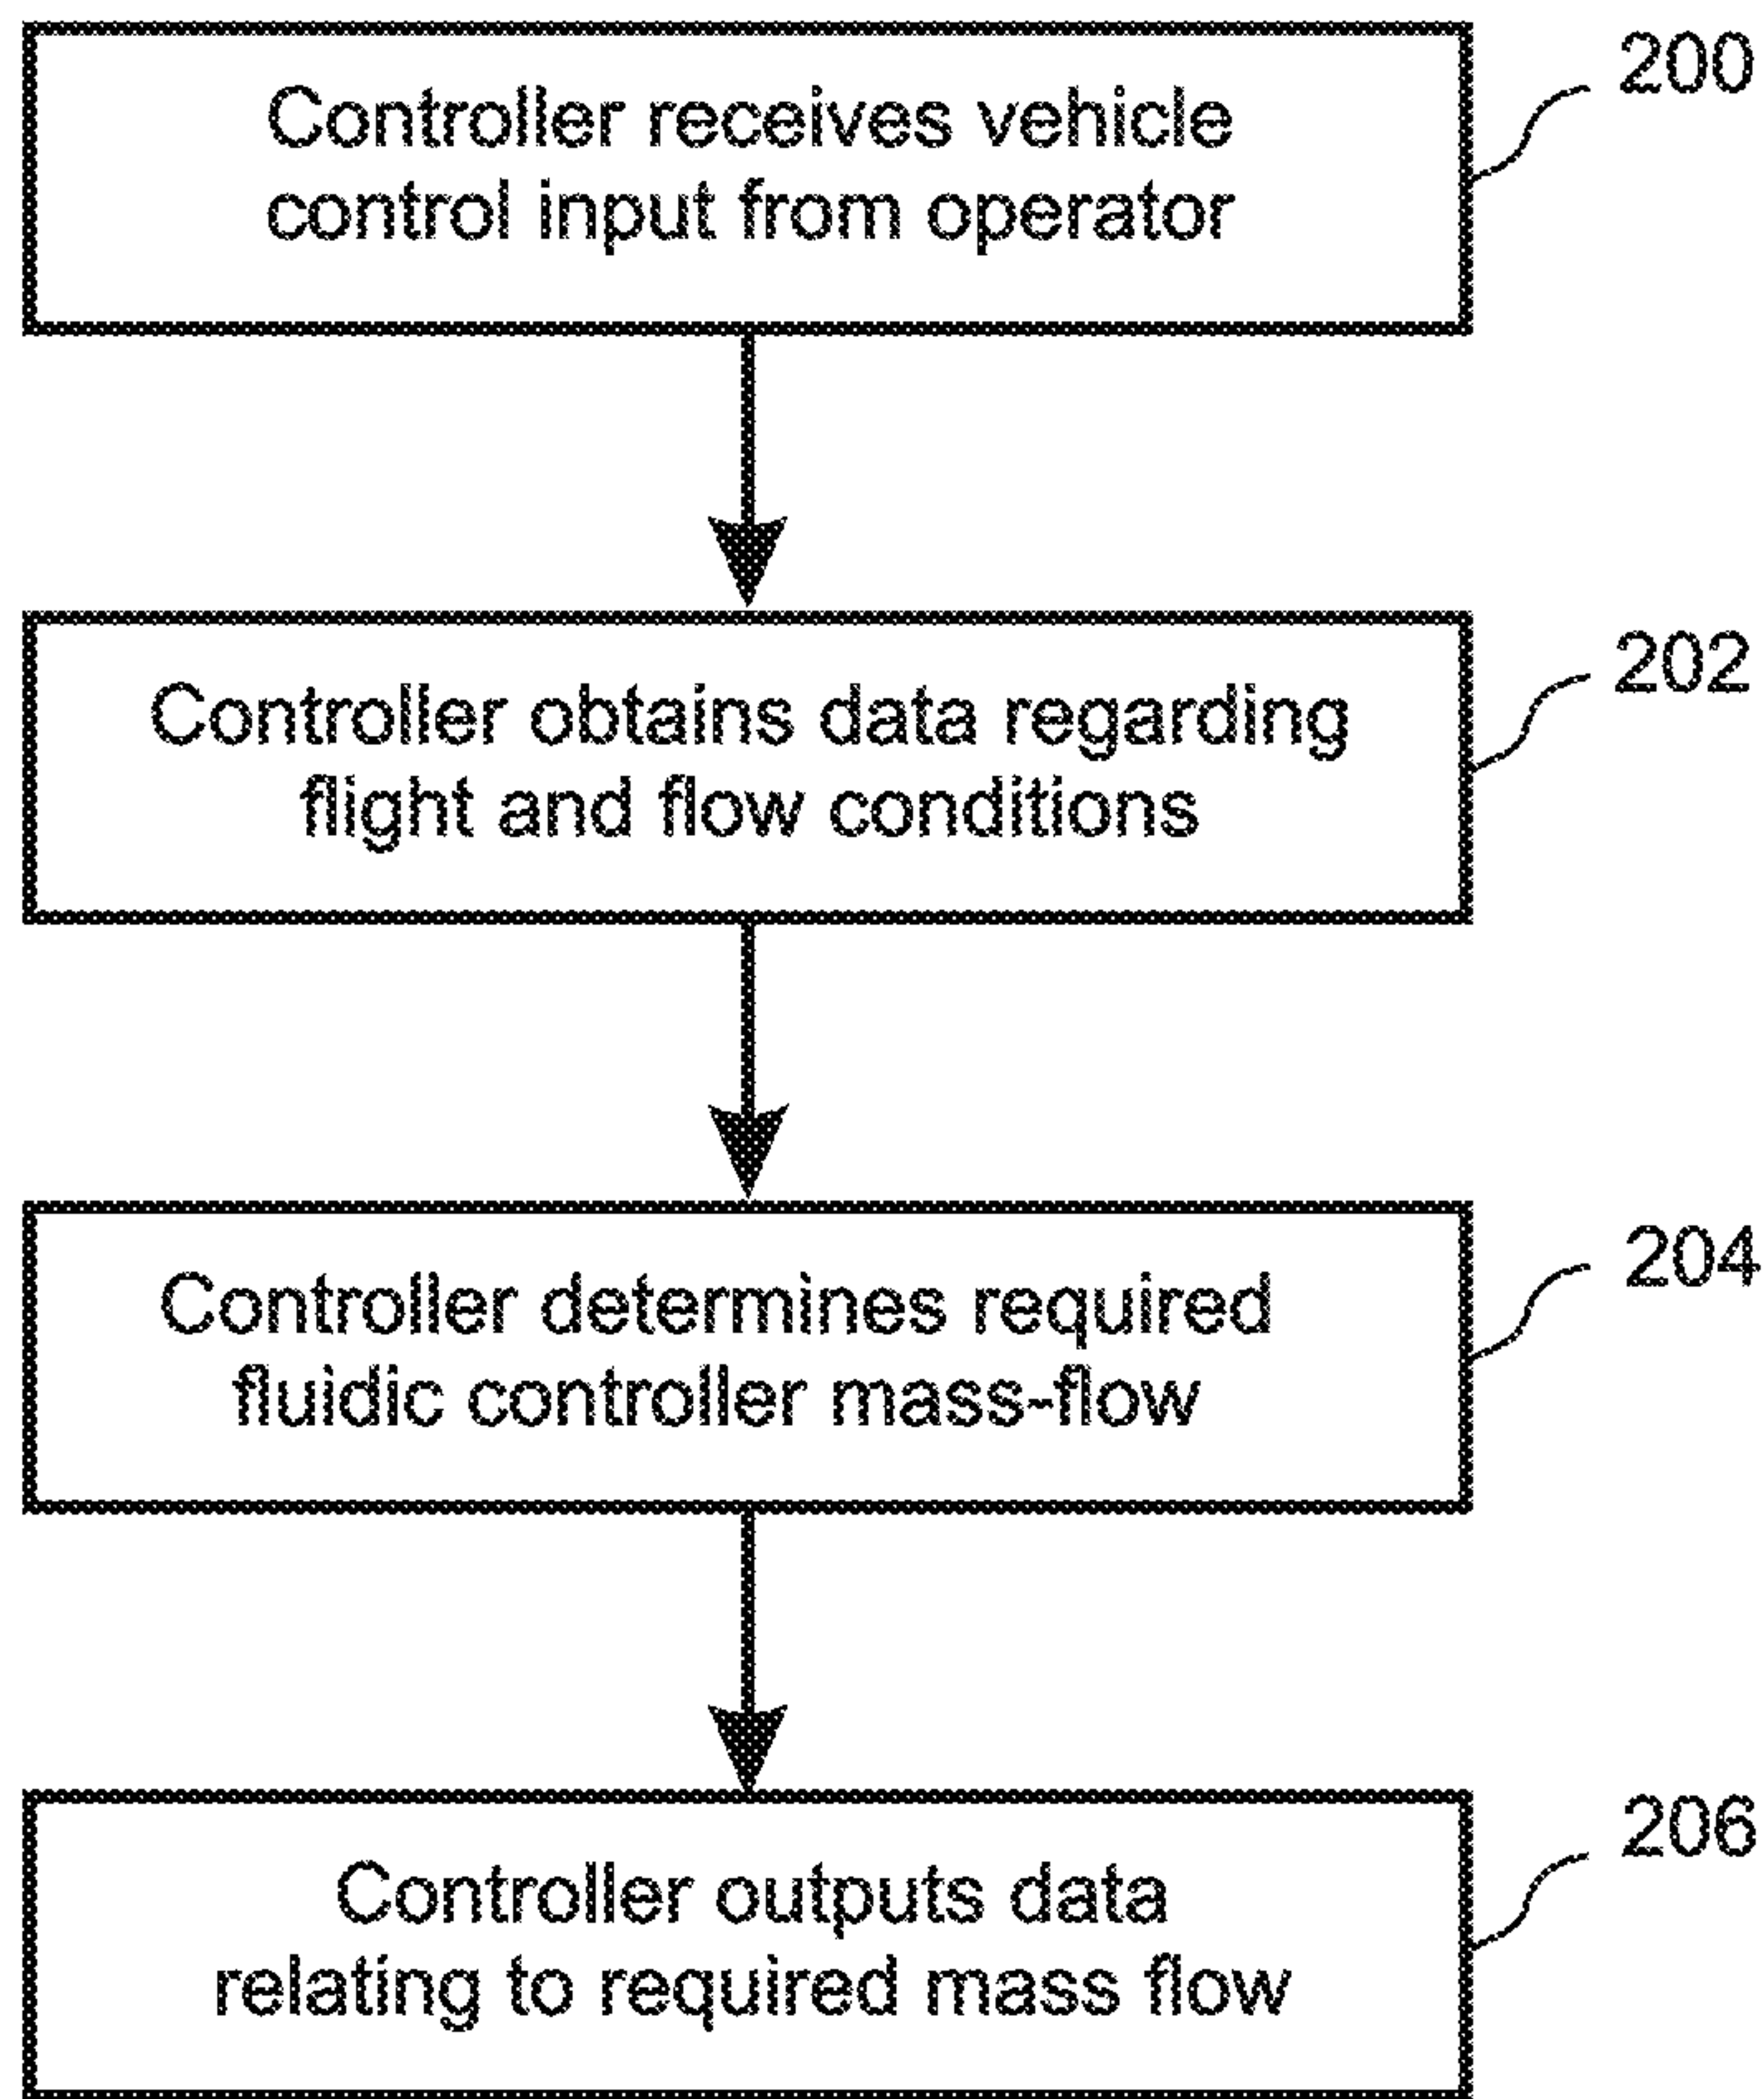 Controller receives vehicle
control input from operator
200
Controller obtains data regarding
flight and flow conditions
202
Controller determines required
fluidic controller mass-flow
204
Controller outputs data
relating to required mass flow
206